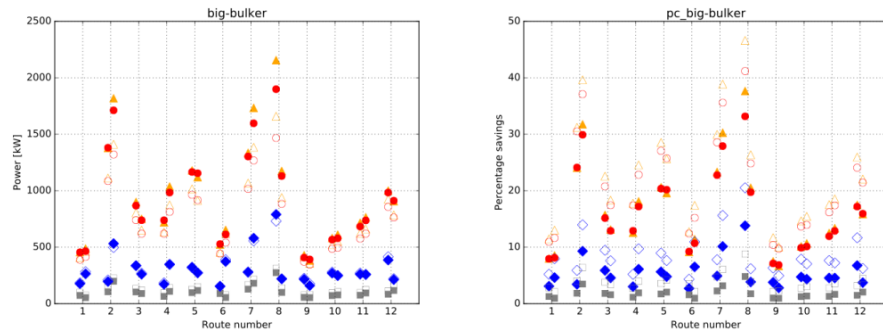 big-bulker
2500
2000
1500
1000
500
0
Power [kW]
1 2 3 4 5 6 7 8 9 10 11 12
Route number
pc_big-bulker
50
40
30
20
10
0
Percentage savings
1 2 3 4 5 6 7 8 9 10 11 12
Route number